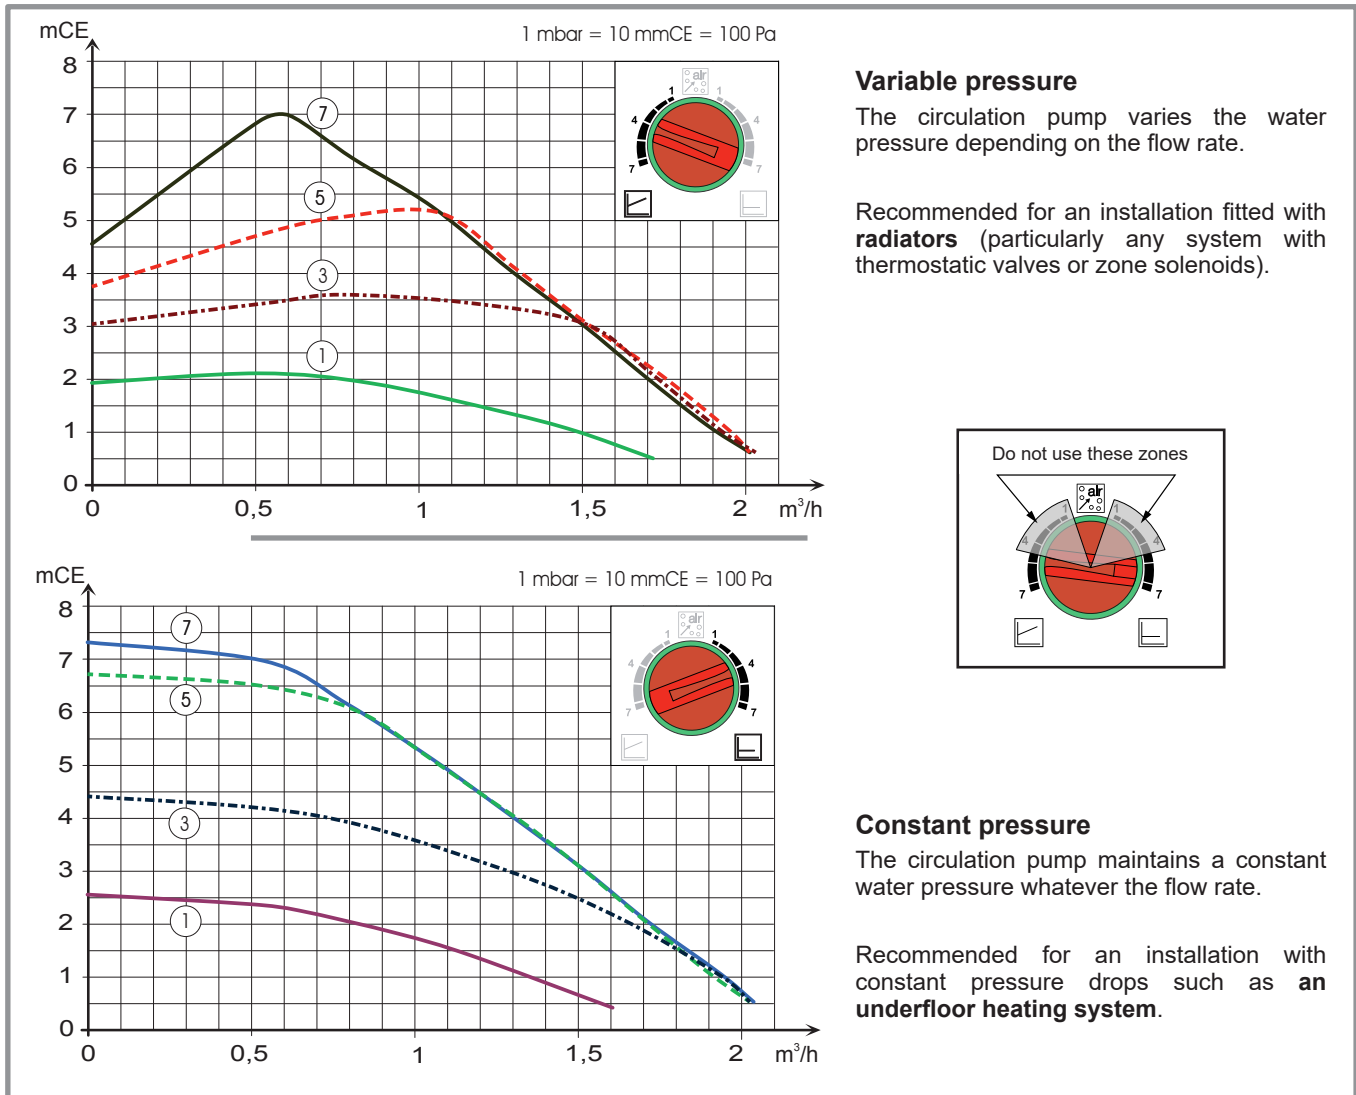 mCE
1 mbar = 10 mmCE = 100 Pa
8
7
6
5
4
3
2
1
0
0
0,5
1
1,5
2
m³/h
7
5
3
1
air
1
1
4
4
7
7
Variable pressure
The circulation pump varies the water
pressure depending on the flow rate.
Recommended for an installation fitted with
radiators (particularly any system with
thermostatic valves or zone solenoids).
Do not use these zones
air
1
1
4
4
7
7
mCE
1 mbar = 10 mmCE = 100 Pa
8
7
6
5
4
3
2
1
0
0
0,5
1
1,5
2
m³/h
7
5
3
1
air
1
1
4
4
7
7
Constant pressure
The circulation pump maintains a constant
water pressure whatever the flow rate.
Recommended for an installation with
constant pressure drops such as an
underfloor heating system.